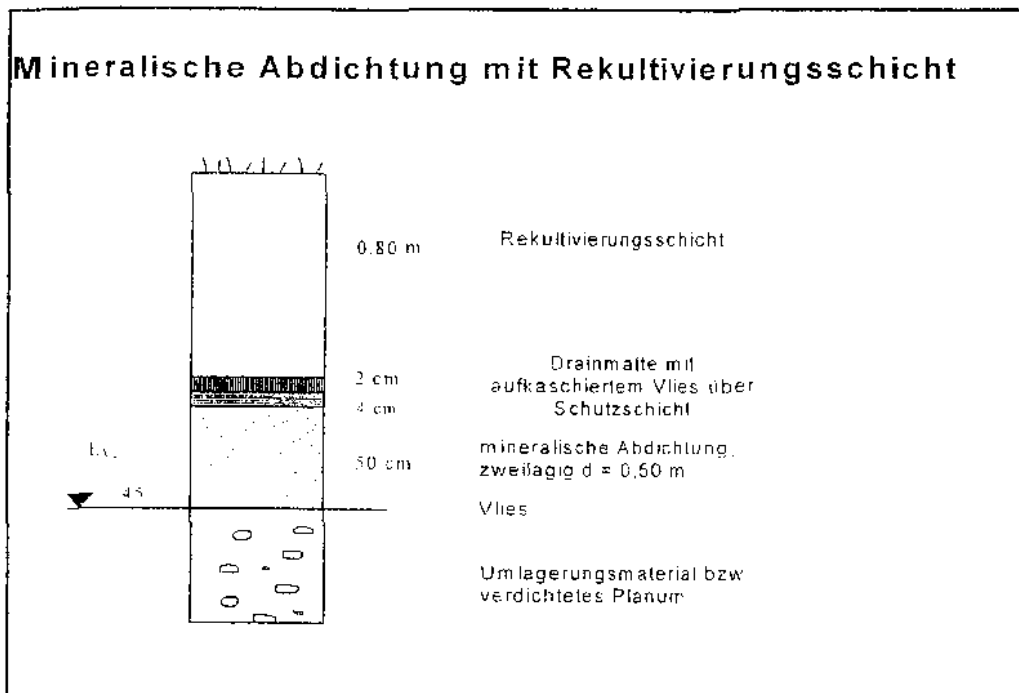 Mineralische Abdichtung mit Rekultivierungsschicht
0.80 m
Rekultivierungsschicht
2 cm
4 cm
Drainmatte mit
aufkaschiertem Vlies über
Schutzschicht
50 cm
mineralische Abdichtung,
zweilagig d = 0,50 m
45
Vlies
Umlagerungsmaterial bzw
verdichtetes Planum